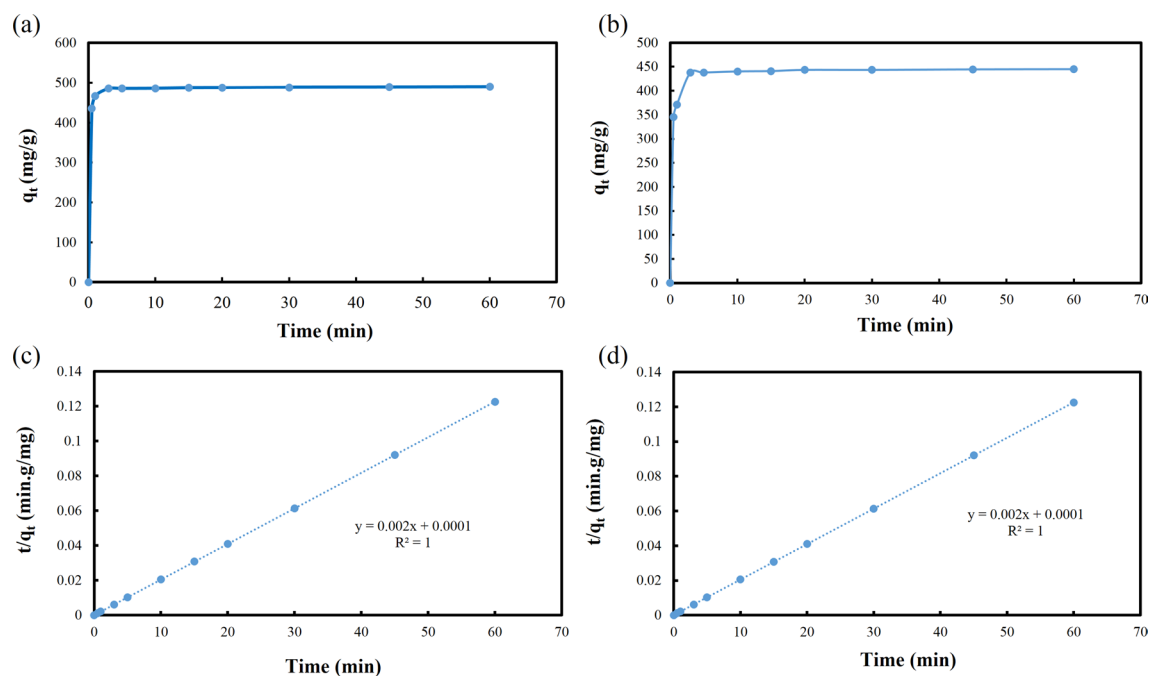 (a)
600
500
400
300
200
100
0
qt (mg/g)
0 10 20 30 40 50 60 70
Time (min)
(b)
500
450
400
350
300
250
200
150
100
50
0
qt (mg/g)
0 10 20 30 40 50 60 70
Time (min)
(c)
0.14
0.12
0.1
0.08
0.06
0.04
0.02
0
t/qt (min.g/mg)
y = 0.002x + 0.0001
R² = 1
0 10 20 30 40 50 60 70
Time (min)
(d)
0.14
0.12
0.1
0.08
0.06
0.04
0.02
0
t/qt (min.g/mg)
y = 0.002x + 0.0001
R² = 1
0 10 20 30 40 50 60 70
Time (min)